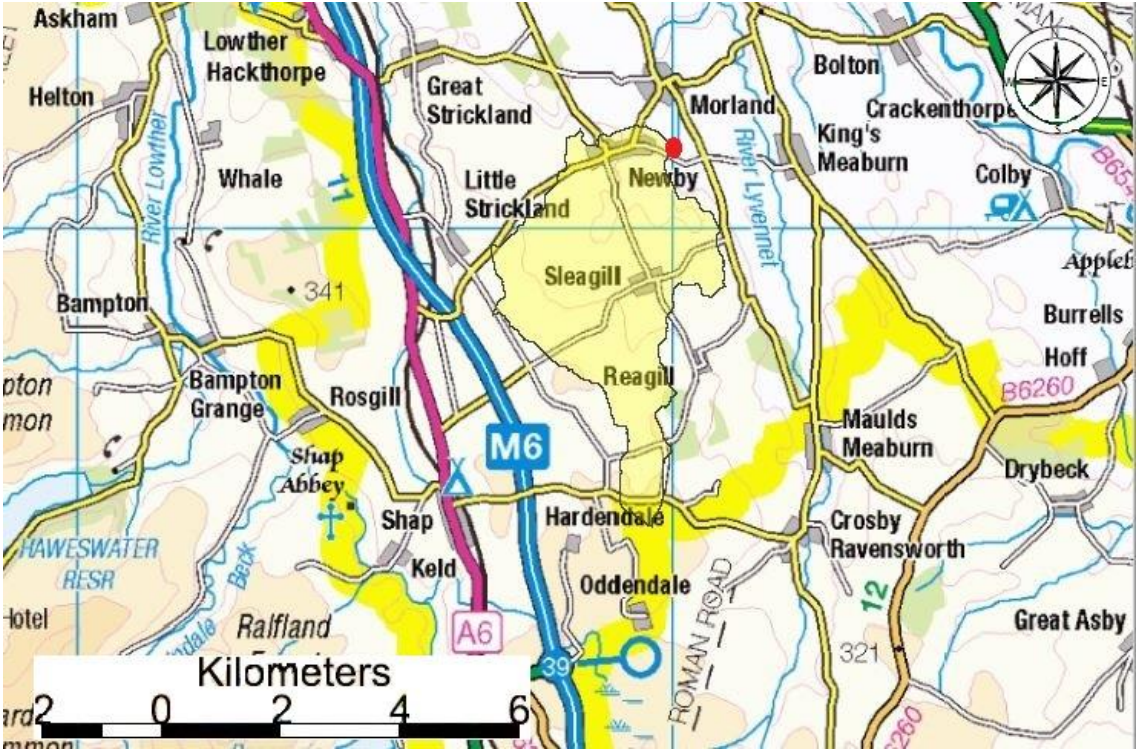 Askham
Lowther
Hackthorpe
Helton
Great
Strickland
Morland
Bolton
N
W
E
S
Crackenthorpe
King's
Meaburn
River Lowther
Whale
11
Little
Strickland
Newby
River Lyvennet
Colby
341
Sleagill
Bampton
Burrells
Bampton
Grange
Rosgill
Reagill
Hoff
B6260
Shap
Abbey
M6
Maulds
Meaburn
Drybeck
Shap
Hardendale
Crosby
Ravensworth
HAWESWATER
RESR
Beck
Keld
Oddendale
ROMAN ROAD
12
Great Asby
Ralfland
A6
39
321
Kilometers
2 0 2 4 6